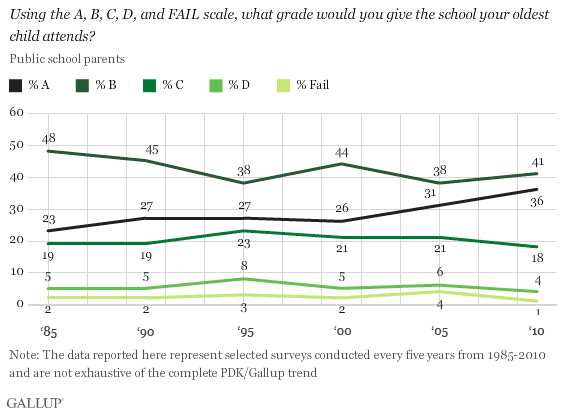 Using the A, B, C, D, and FAIL scale, what grade would you give the school your oldest
child attends?
Public school parents
% A % B % C % D % Fail
60
50
40
30
20
10
0
48 45 38 44 38 41
23 27 27 26 31 36
19 19 23 21 21 18
5 5 8 5 6 4
2 2 3 2 4 1
‘85 ‘90 ‘95 ‘00 ‘05 ‘10
Note: The data reported here represent selected surveys conducted every five years from 1985-2010
and are not exhaustive of the complete PDK/Gallup trend
GALLUP®